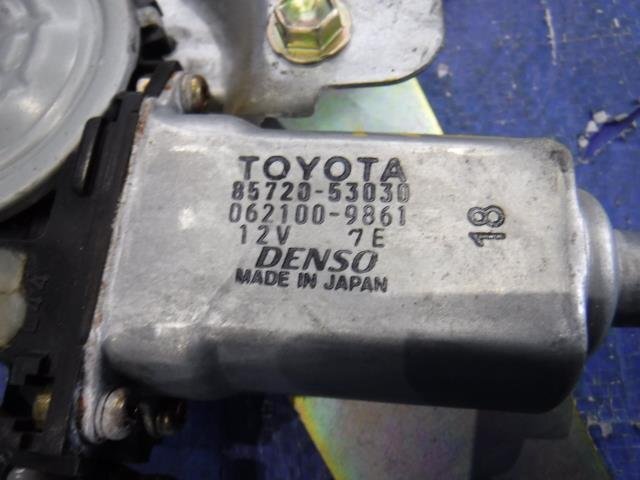 TOYOTA
85720-53030
062100-9861
12V 7E
DENSO
MADE IN JAPAN
18